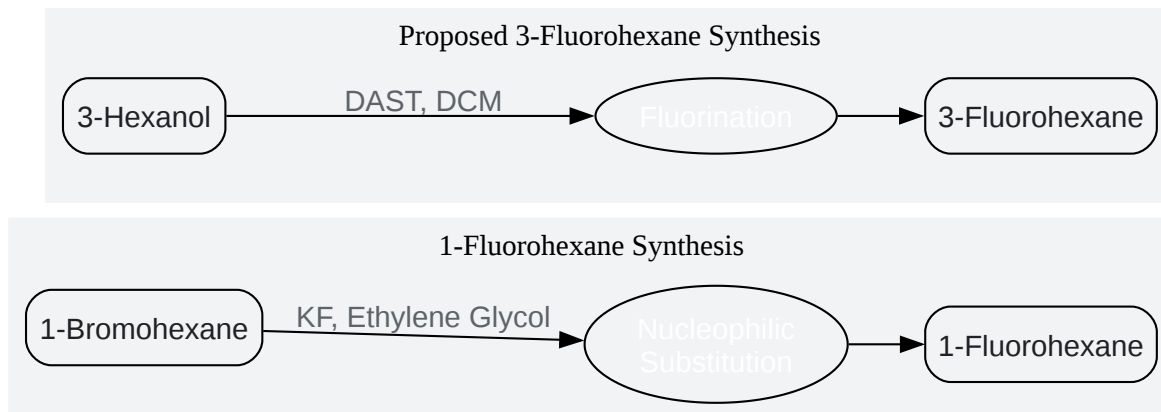 Proposed 3-Fluorohexane Synthesis
3-Hexanol
DAST, DCM
Fluorination
3-Fluorohexane
1-Fluorohexane Synthesis
1-Bromohexane
KF, Ethylene Glycol
Nucleophilic
Substitution
1-Fluorohexane